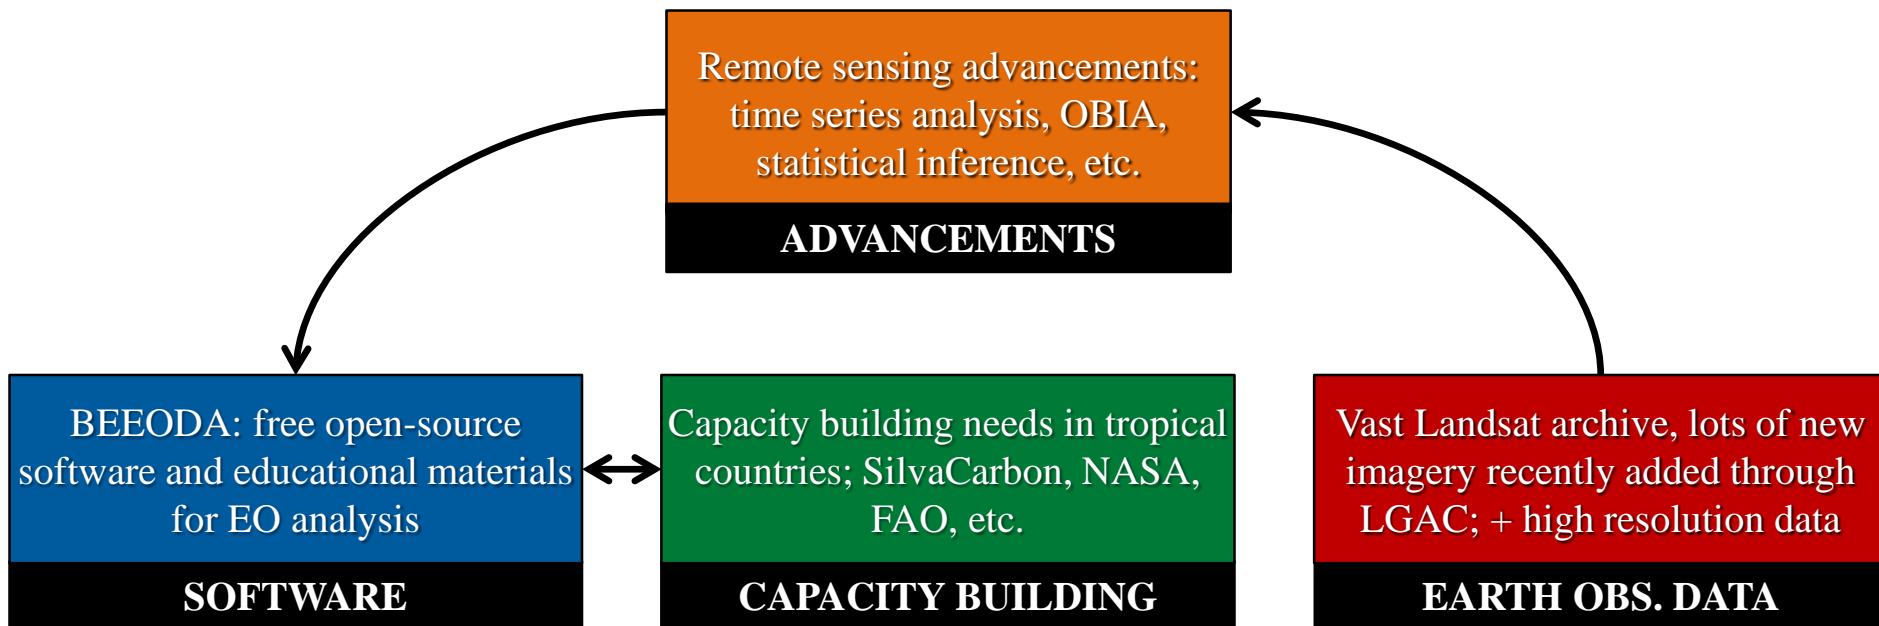 Remote sensing advancements:
time series analysis, OBIA,
statistical inference, etc.
ADVANCEMENTS
BEEODA: free open-source
software and educational materials
for EO analysis
SOFTWARE
Capacity building needs in tropical
countries; SilvaCarbon, NASA,
FAO, etc.
CAPACITY BUILDING
Vast Landsat archive, lots of new
imagery recently added through
LGAC; + high resolution data
EARTH OBS. DATA